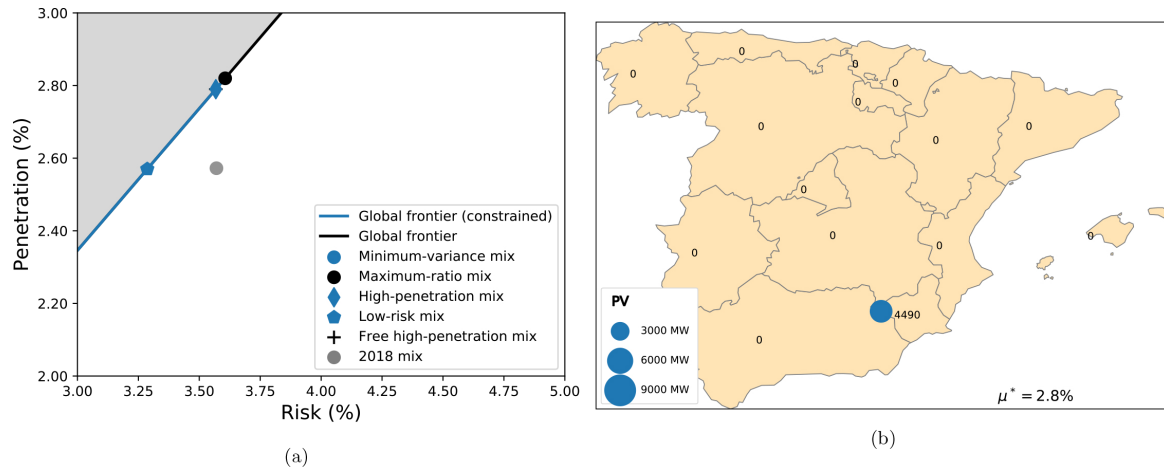 3.00
2.80
2.60
2.40
2.20
2.00
Penetration (%)
3.00
3.25
3.50
3.75
4.00
4.25
4.50
4.75
5.00
Risk (%)
Global frontier (constrained)
Global frontier
Minimum-variance mix
Maximum-ratio mix
High-penetration mix
Low-risk mix
Free high-penetration mix
2018 mix
(a)
0
0
0
0
0
0
0
0
0
0
0
0
0
0
4490
0
PV
3000 MW
6000 MW
9000 MW
μ* = 2.8%
(b)